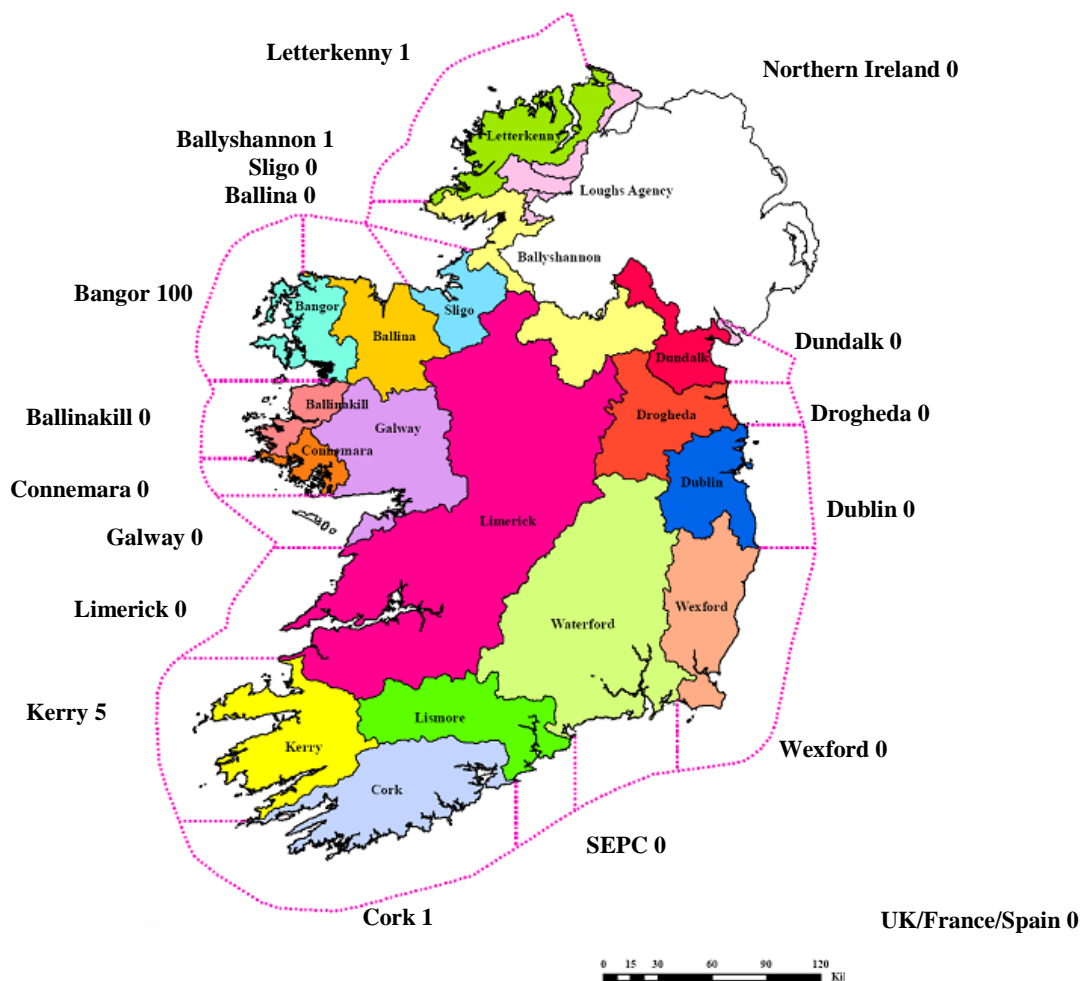 Letterkenny 1
Northern Ireland 0
Letterkenny
Ballyshannon 1
Sligo 0
Ballina 0
Loughs Agency
Ballyshannon
Bangor 100
Bangor
Sligo
Ballina
Dundalk 0
Dundalk
Ballinakill 0
Ballinakill
Drogheda 0
Drogheda
Galway
Connemara
Connemara 0
Dublin
Dublin 0
Galway 0
Limerick
Limerick 0
Wexford
Waterford
Kerry 5
Lismore
Kerry
Wexford 0
Cork
SEPC 0
Cork 1
UK/France/Spain 0
0 15 30 60 90 120
Kil